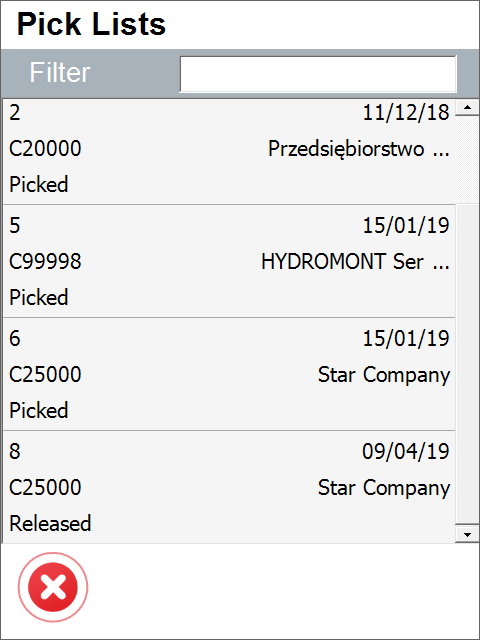 Pick Lists
Filter
2 11/12/18
C20000 Przedsiębiorstwo ...
Picked
5 15/01/19
C99998 HYDROMONT Ser ...
Picked
6 15/01/19
C25000 Star Company
Picked
8 09/04/19
C25000 Star Company
Released